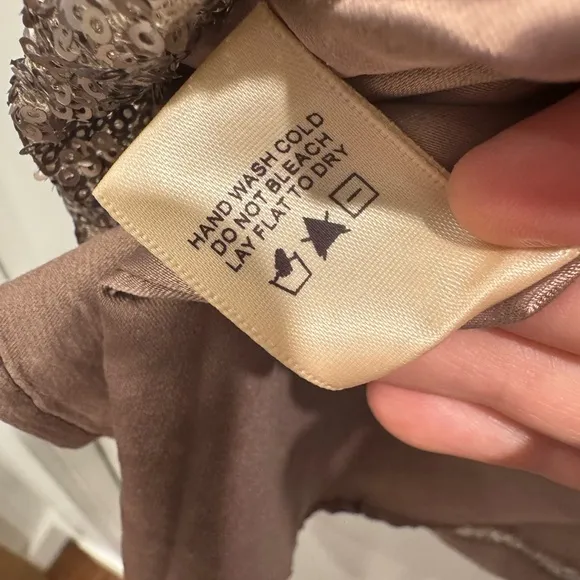 HAND WASH COLD
DO NOT BLEACH
LAY FLAT TO DRY